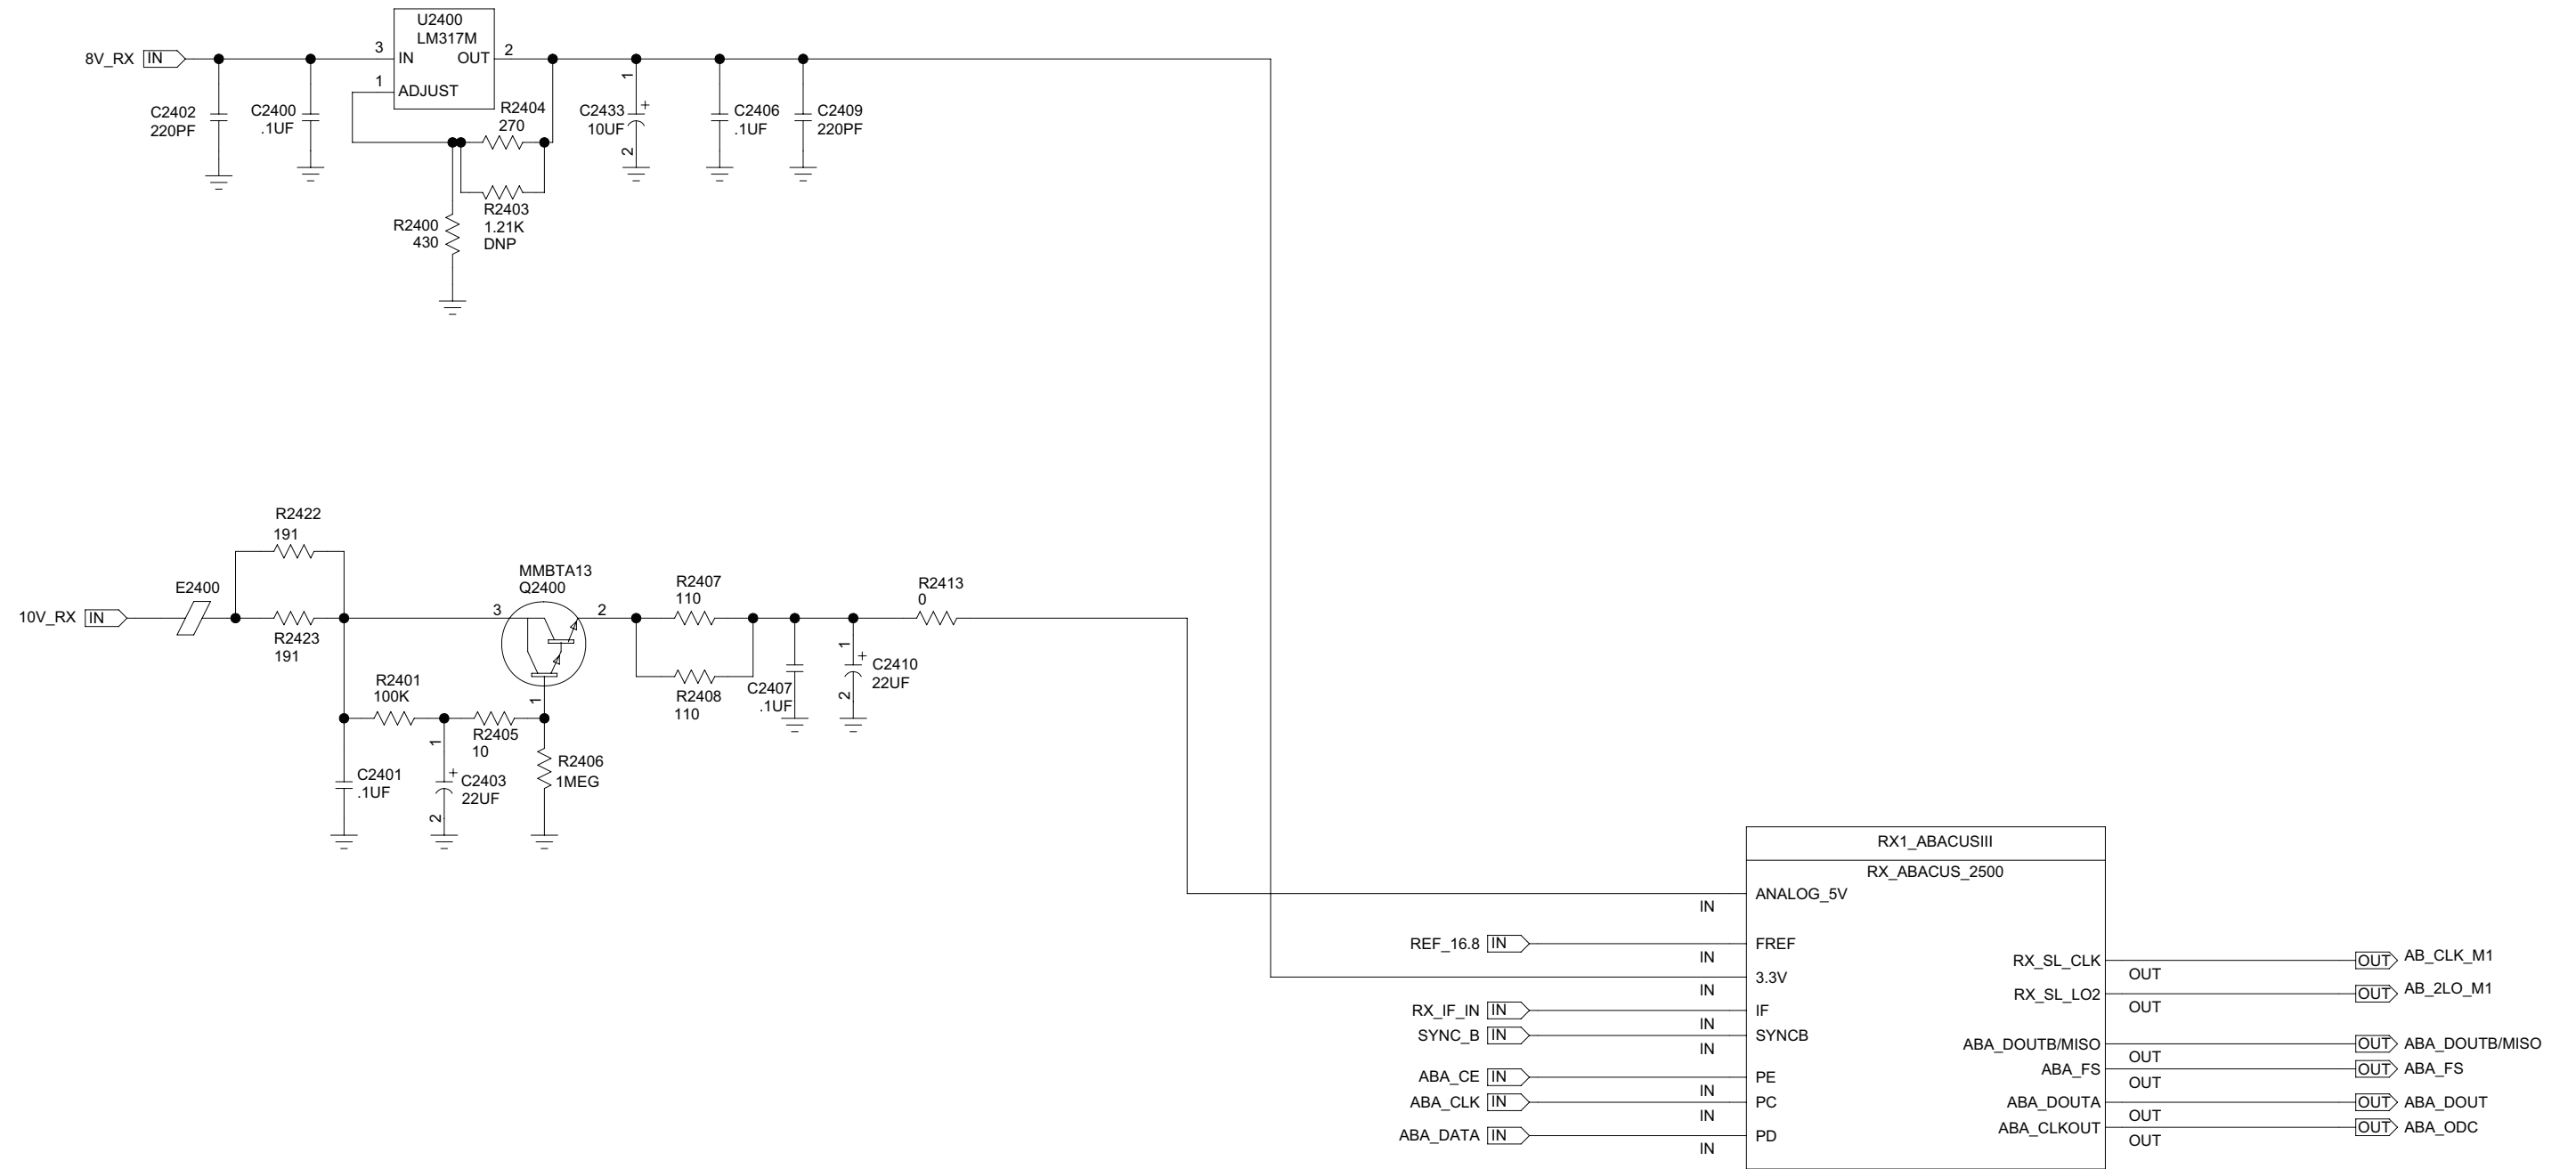 U2400
LM317M
8V_RX IN
3
IN
OUT
2
1
ADJUST
C2402
220PF
C2400
.1UF
R2404
270
1
C2433
10UF
+
2
C2406
.1UF
C2409
220PF
R2403
1.21K
DNP
R2400
430
R2422
191
E2400
10V_RX IN
R2423
191
MMBTA13
Q2400
3
2
1
R2407
110
R2408
110
R2413
0
C2407
.1UF
1
+
C2410
22UF
2
R2401
100K
R2405
10
R2406
1MEG
C2401
.1UF
1
+
C2403
22UF
2
RX1_ABACUSIII
RX_ABACUS_2500
ANALOG_5V
IN
REF_16.8 IN
FREF
IN
3.3V
IN
RX_IF_IN IN
IF
IN
SYNC_B IN
SYNCB
IN
ABA_CE IN
PE
IN
ABA_CLK IN
PC
IN
ABA_DATA IN
PD
IN
RX_SL_CLK
OUT
OUT AB_CLK_M1
RX_SL_LO2
OUT
OUT AB_2LO_M1
ABA_DOUTB/MISO
OUT
OUT ABA_DOUTB/MISO
ABA_FS
OUT
OUT ABA_FS
ABA_DOUTA
OUT
OUT ABA_DOUT
ABA_CLKOUT
OUT
OUT ABA_ODC